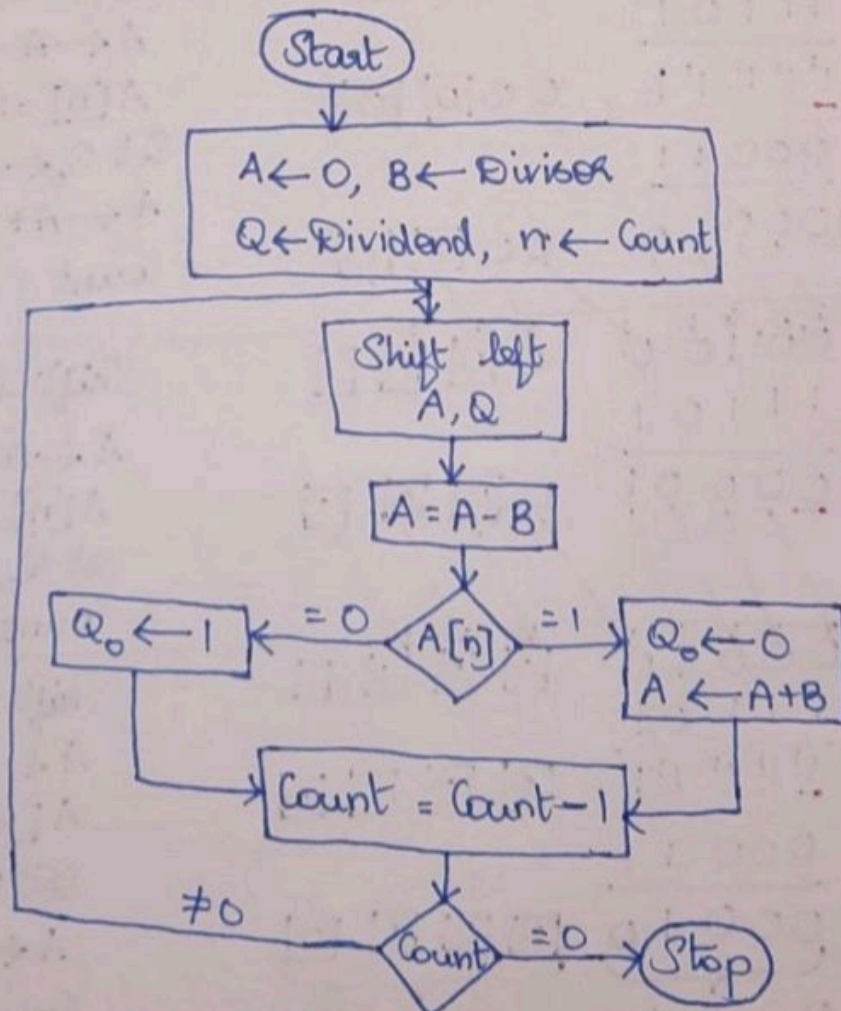 Start
A ← 0, B ← Divisor
Q ← Dividend, n ← Count
Shift left
A, Q
A = A - B
A[n]
= 0
Q₀ ← 1
= 1
Q₀ ← 0
A ← A+B
Count = Count - 1
Count
≠ 0
= 0
Stop